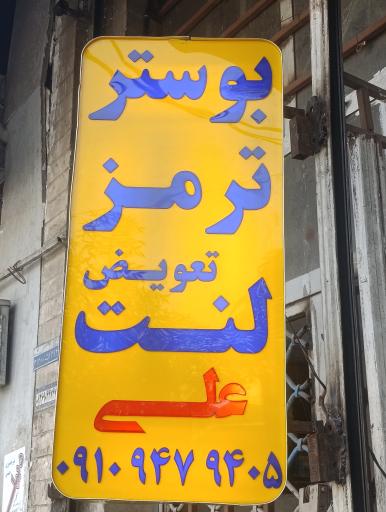 بوستر
ترمز
تعویض
لنت
علی
۰۹۱۰ ۹۴۷ ۹۴۰۵